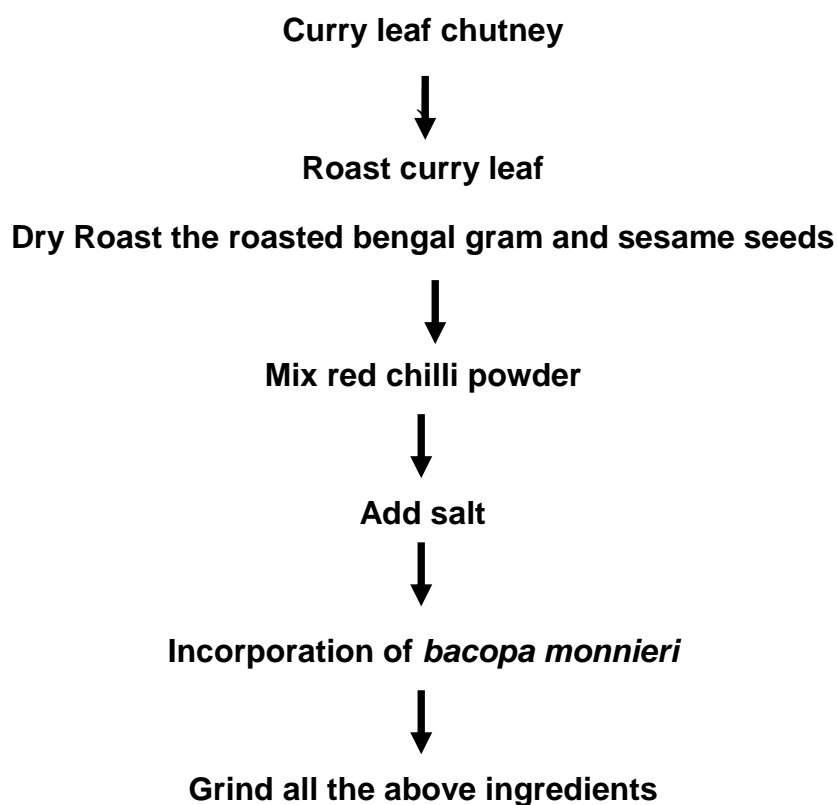 Curry leaf chutney
Roast curry leaf
Dry Roast the roasted bengal gram and sesame seeds
Mix red chilli powder
Add salt
Incorporation of bacopa monnieri
Grind all the above ingredients